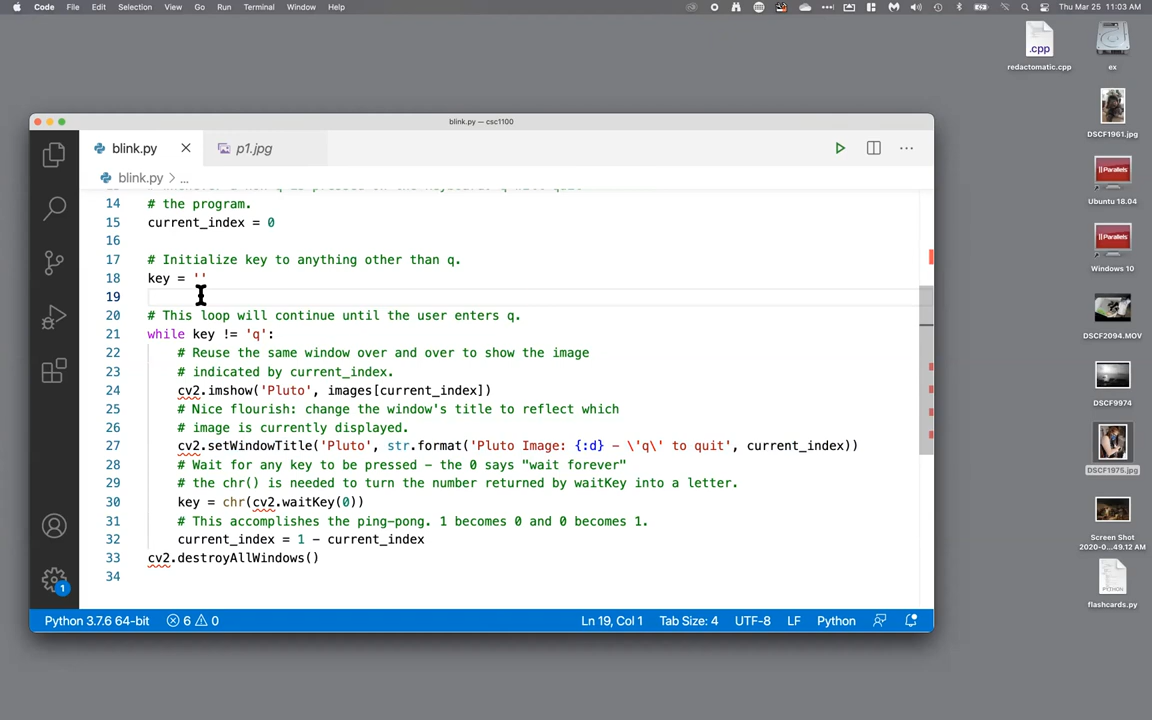 Code File Edit Selection View Go Run Terminal Window Help
Thu Mar 25 11:03 AM
.cpp
redactomatic.cpp
ex
DSCF1961.jpg
Parallels
Ubuntu 18.04
Parallels
Windows 10
DSCF2094.MOV
DSCF9974
DSCF1975.jpg
Screen Shot
2020-0...49.12 AM
PYTHON
flashcards.py
blink.py — csc1100
blink.py
p1.jpg
blink.py > ...
14 # the program.
15 current_index = 0
16
17 # Initialize key to anything other than q.
18 key = ''
19
20 # This loop will continue until the user enters q.
21 while key != 'q':
22 # Reuse the same window over and over to show the image
23 # indicated by current_index.
24 cv2.imshow('Pluto', images[current_index])
25 # Nice flourish: change the window's title to reflect which
26 # image is currently displayed.
27 cv2.setWindowTitle('Pluto', str.format('Pluto Image: {:d} - \'q\' to quit', current_index))
28 # Wait for any key to be pressed - the 0 says "wait forever"
29 # the chr() is needed to turn the number returned by waitKey into a letter.
30 key = chr(cv2.waitKey(0))
31 # This accomplishes the ping-pong. 1 becomes 0 and 0 becomes 1.
32 current_index = 1 - current_index
33 cv2.destroyAllWindows()
34
1
Python 3.7.6 64-bit 6 0 Ln 19, Col 1 Tab Size: 4 UTF-8 LF Python